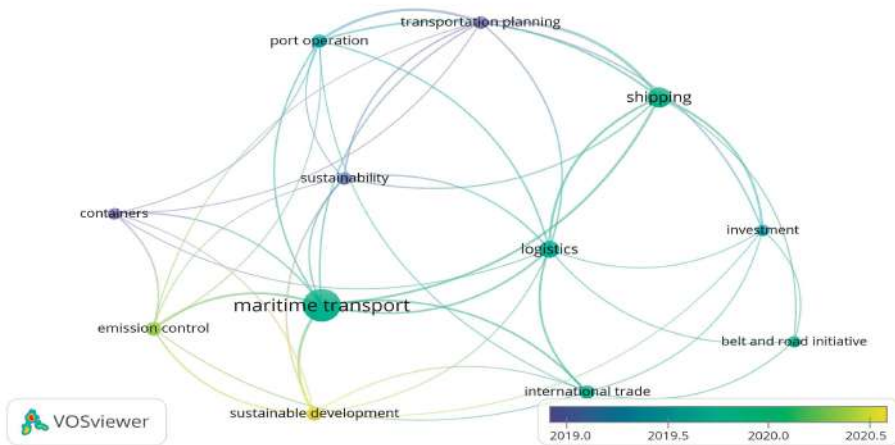 transportation planning
port operation
shipping
sustainability
containers
investment
logistics
maritime transport
emission control
belt and road initiative
international trade
sustainable development
VOSviewer
2019.0 2019.5 2020.0 2020.5